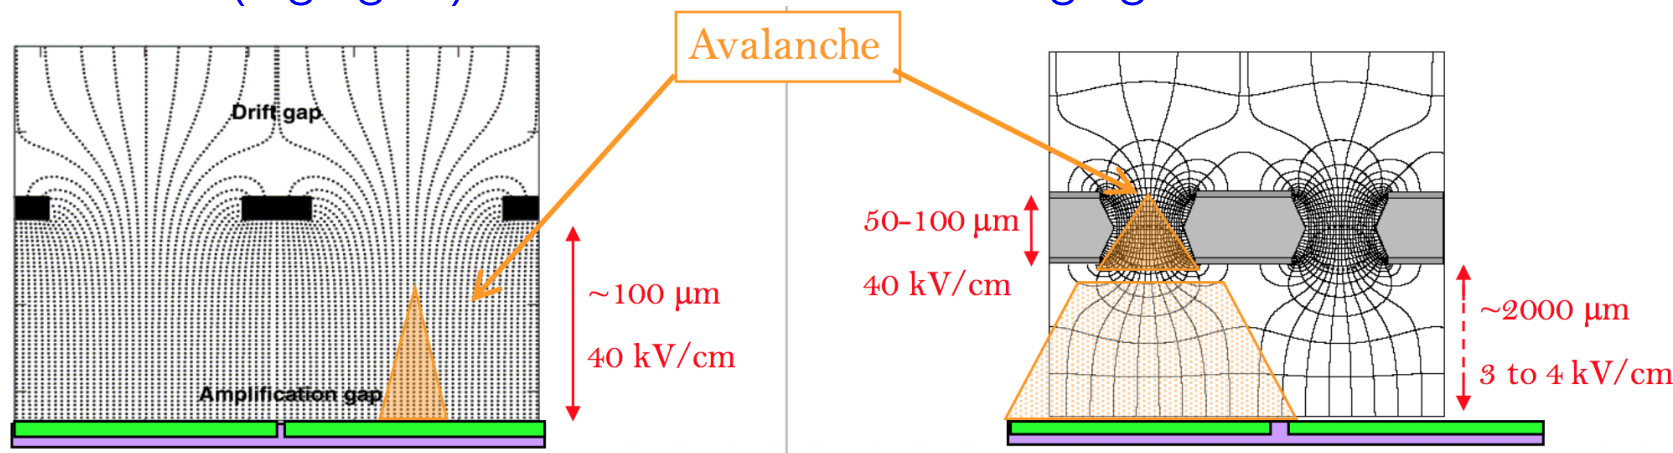 Avalanche
Drift gap
~100 μm
40 kV/cm
Amplification gap
50-100 μm
40 kV/cm
~2000 μm
3 to 4 kV/cm